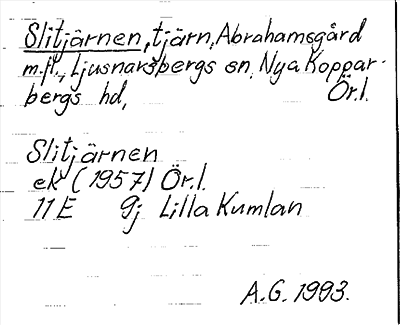 Slitjärnen, tjärn, Abrahamsgård
m.fl., Ljusnarsbergs sn, Nya Koppar-
bergs hd, Ör.l.
Slitjärnen
ek (1957) Ör.l.
11 E 9j Lilla Kumlan
A.G. 1993.